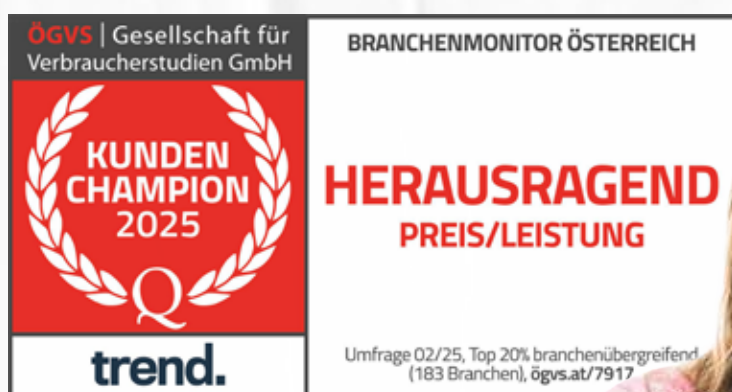 ÖGVS | Gesellschaft für
Verbraucherstudien GmbH
KUNDEN
CHAMPION
2025
Q
trend.
BRANCHENMONITOR ÖSTERREICH
HERAUSRAGEND
PREIS/LEISTUNG
Umfrage 02/25, Top 20% branchenübergreifend
(183 Branchen), ögvs.at/7917